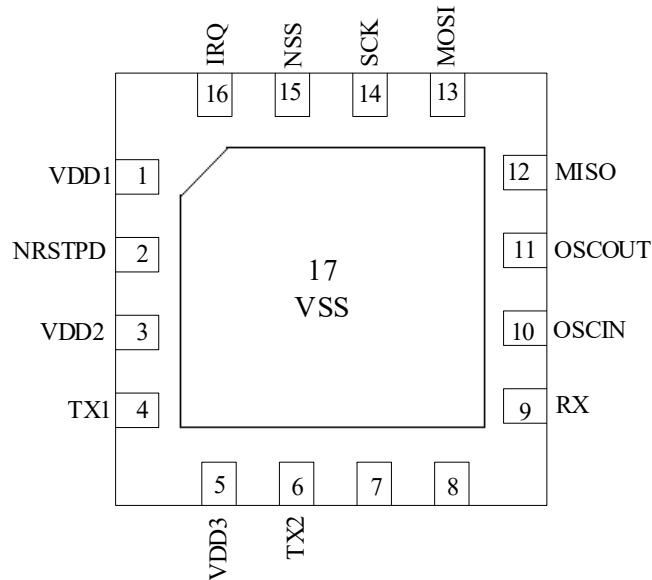 IRQ
NSS
SCK
MOSI
16
15
14
13
VDD1
1
12
MISO
NRSTPD
2
11
OSCOUT
17
VSS
VDD2
3
10
OSCIN
TX1
4
9
RX
5
6
7
8
VDD3
TX2